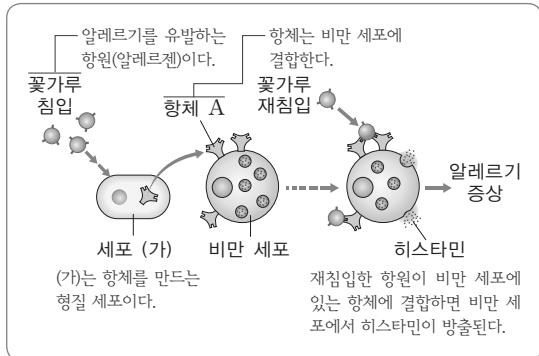 알레르기를 유발하는
항원(알레르젠)이다.
항체는 비만 세포에
결합한다.
꽃가루
침입
항체 A
꽃가루
재침입
알레르기
증상
세포 (가)
비만 세포
히스타민
(가)는 항체를 만드는
형질 세포이다.
재침입한 항원이 비만 세포에
있는 항체에 결합하면 비만 세
포에서 히스타민이 방출된다.